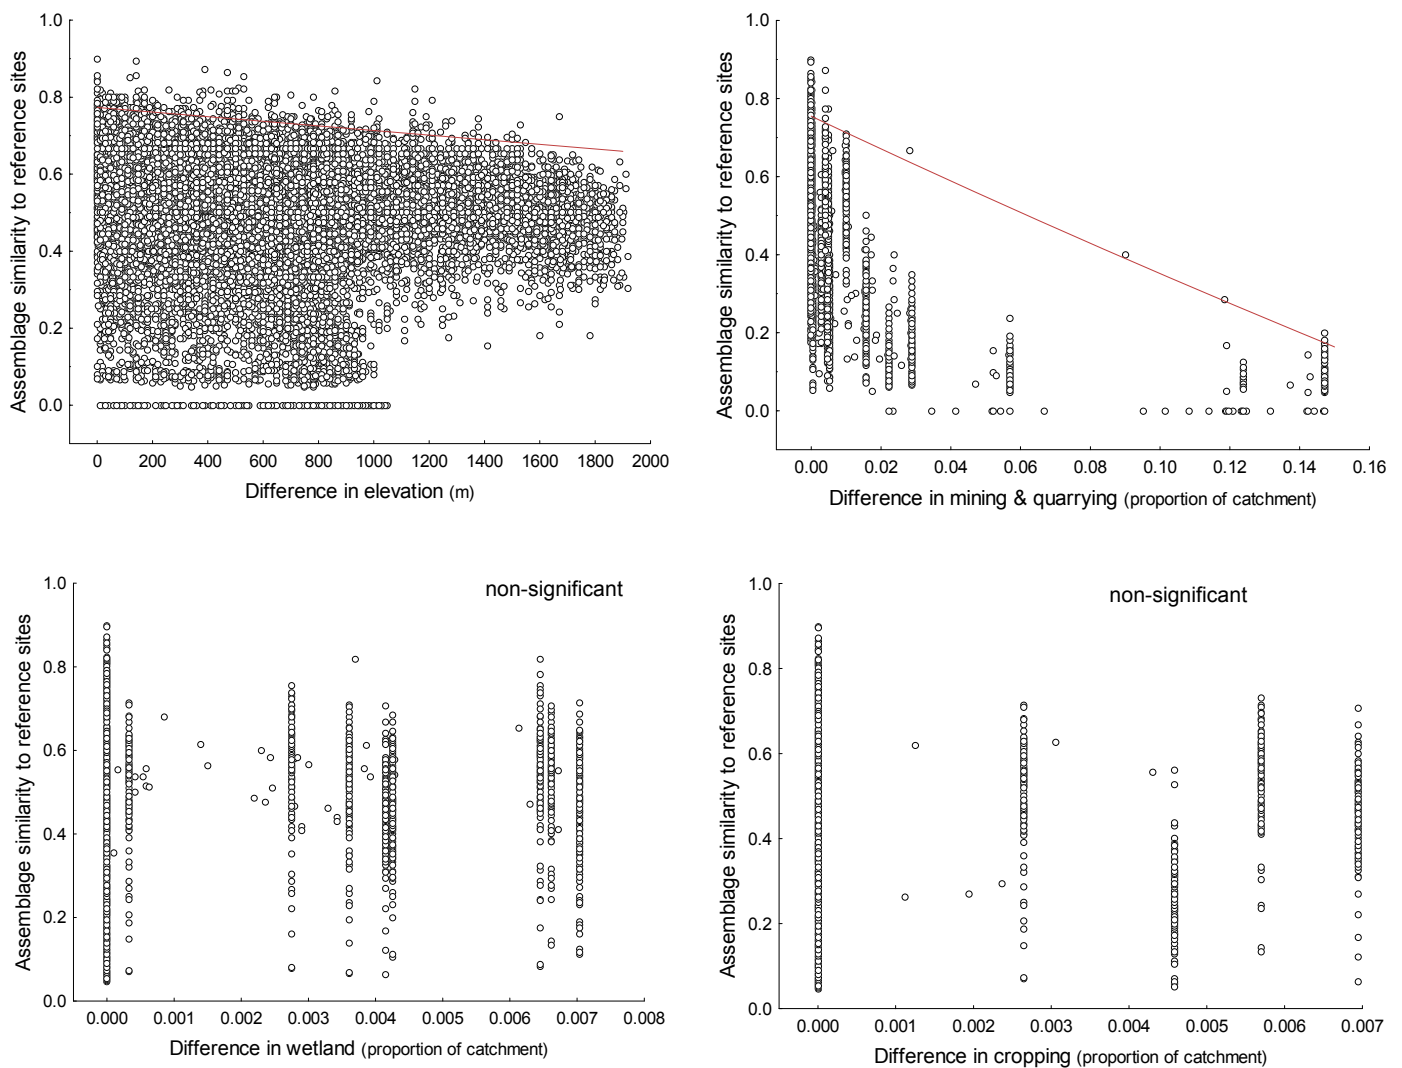 1.0
0.8
0.6
0.4
0.2
0.0
Assemblage similarity to reference sites
0 200 400 600 800 1000 1200 1400 1600 1800 2000
Difference in elevation (m)
1.0
0.8
0.6
0.4
0.2
0.0
Assemblage similarity to reference sites
0.00 0.02 0.04 0.06 0.08 0.10 0.12 0.14 0.16
Difference in mining & quarrying (proportion of catchment)
non-significant
1.0
0.8
0.6
0.4
0.2
0.0
Assemblage similarity to reference sites
0.000 0.001 0.002 0.003 0.004 0.005 0.006 0.007 0.008
Difference in wetland (proportion of catchment)
non-significant
1.0
0.8
0.6
0.4
0.2
0.0
Assemblage similarity to reference sites
0.000 0.001 0.002 0.003 0.004 0.005 0.006 0.007
Difference in cropping (proportion of catchment)